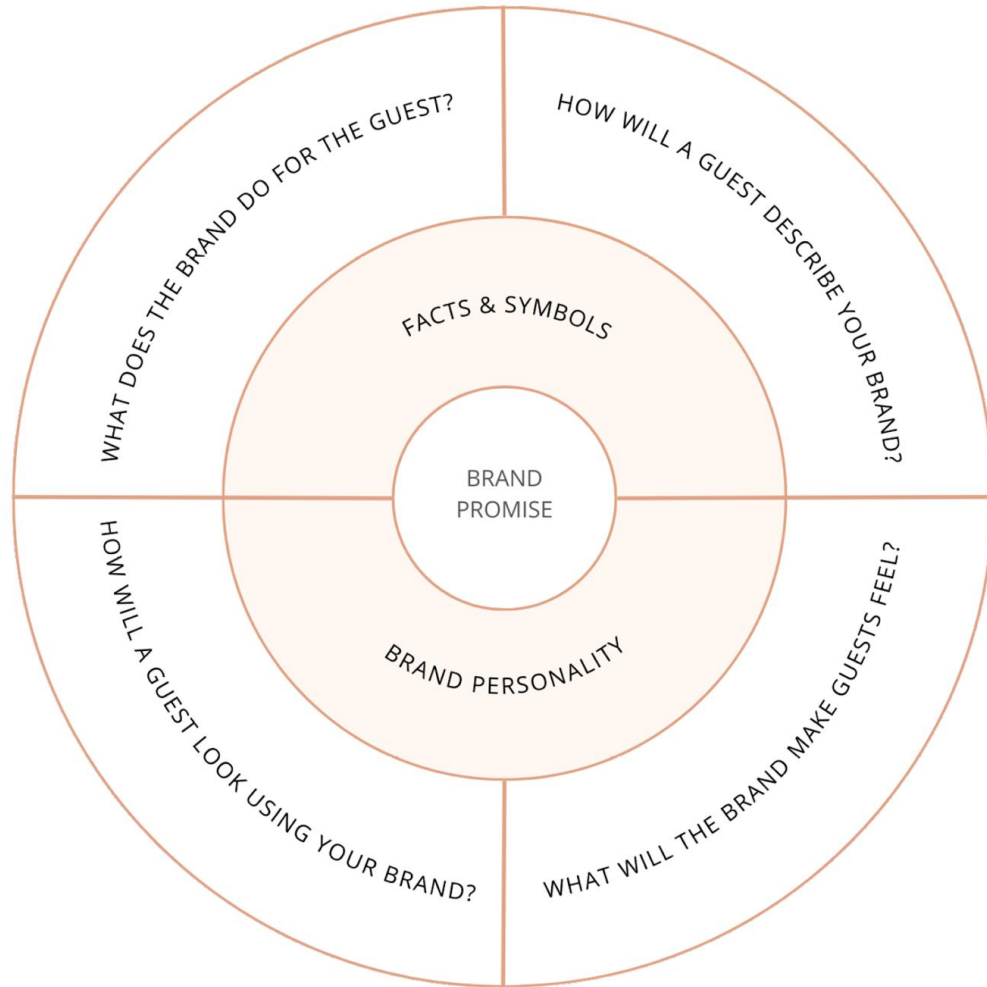 WHAT DOES THE BRAND DO FOR THE GUEST?
HOW WILL A GUEST DESCRIBE YOUR BRAND?
FACTS & SYMBOLS
BRAND
PROMISE
BRAND PERSONALITY
HOW WILL A GUEST LOOK USING YOUR BRAND?
WHAT WILL THE BRAND MAKE GUESTS FEEL?